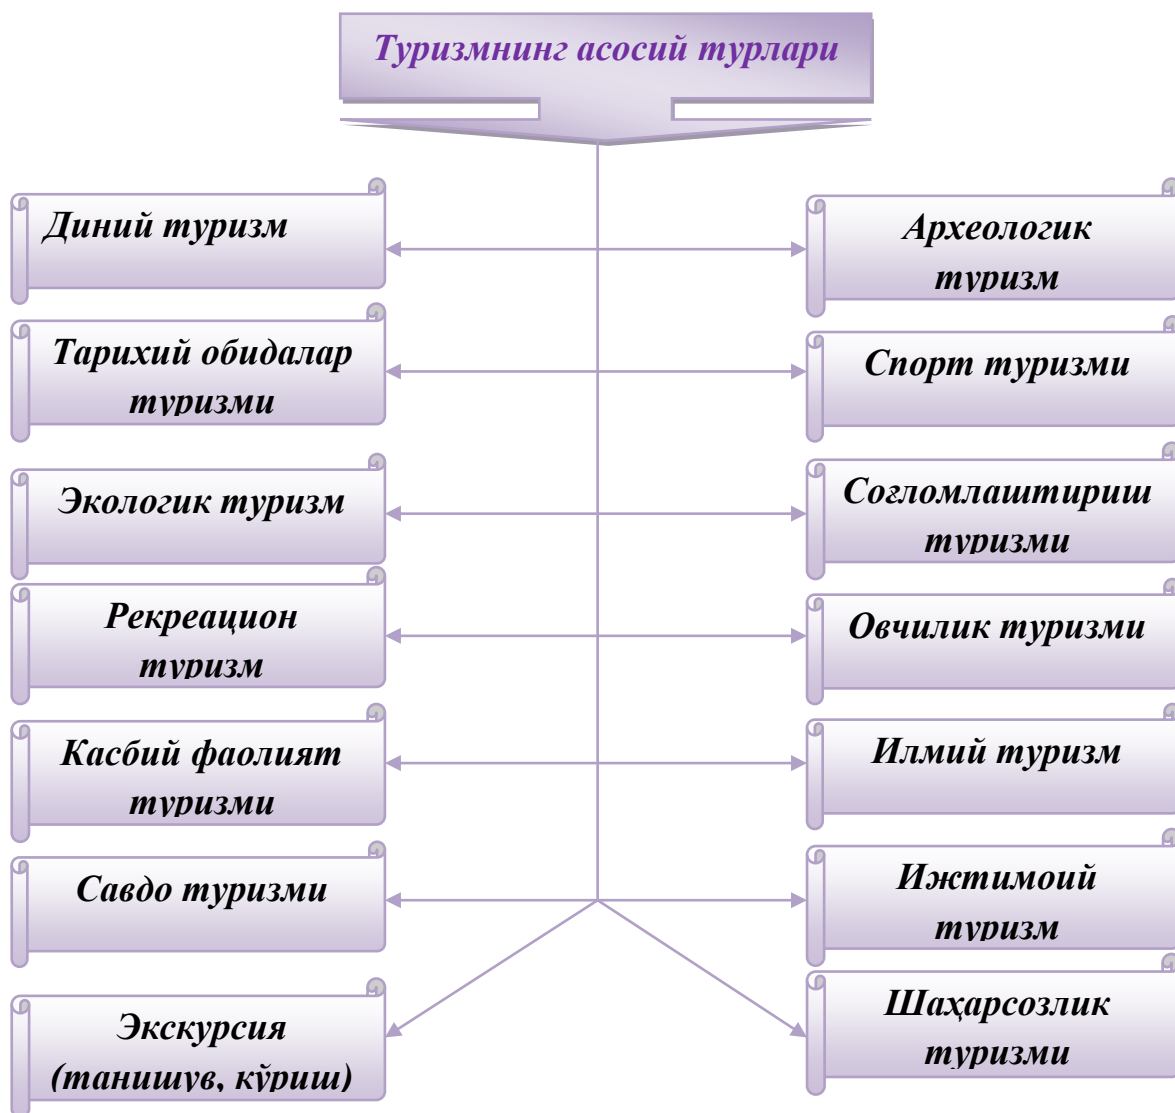 Туризмнинг асосий турлари
Диний туризм
Археологик
туризм
Тарихий обидалар
туризми
Спорт туризми
Экологик туризм
Соғломлаштириш
туризми
Рекреацион
туризм
Овчилик туризми
Касбий фаолият
туризми
Илмий туризм
Савдо туризми
Ижтимоий
туризм
Экскурсия
(танишув, кўриш)
Шаҳарсозлик
туризми